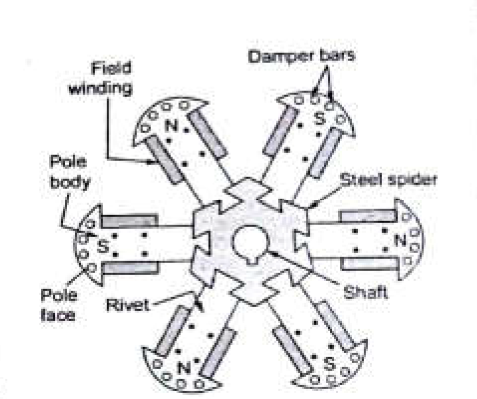 Damper bars
Field
winding
N
S
Pole
body
Steel spider
S
N
Pole
face
Rivet
Shaft
N
S